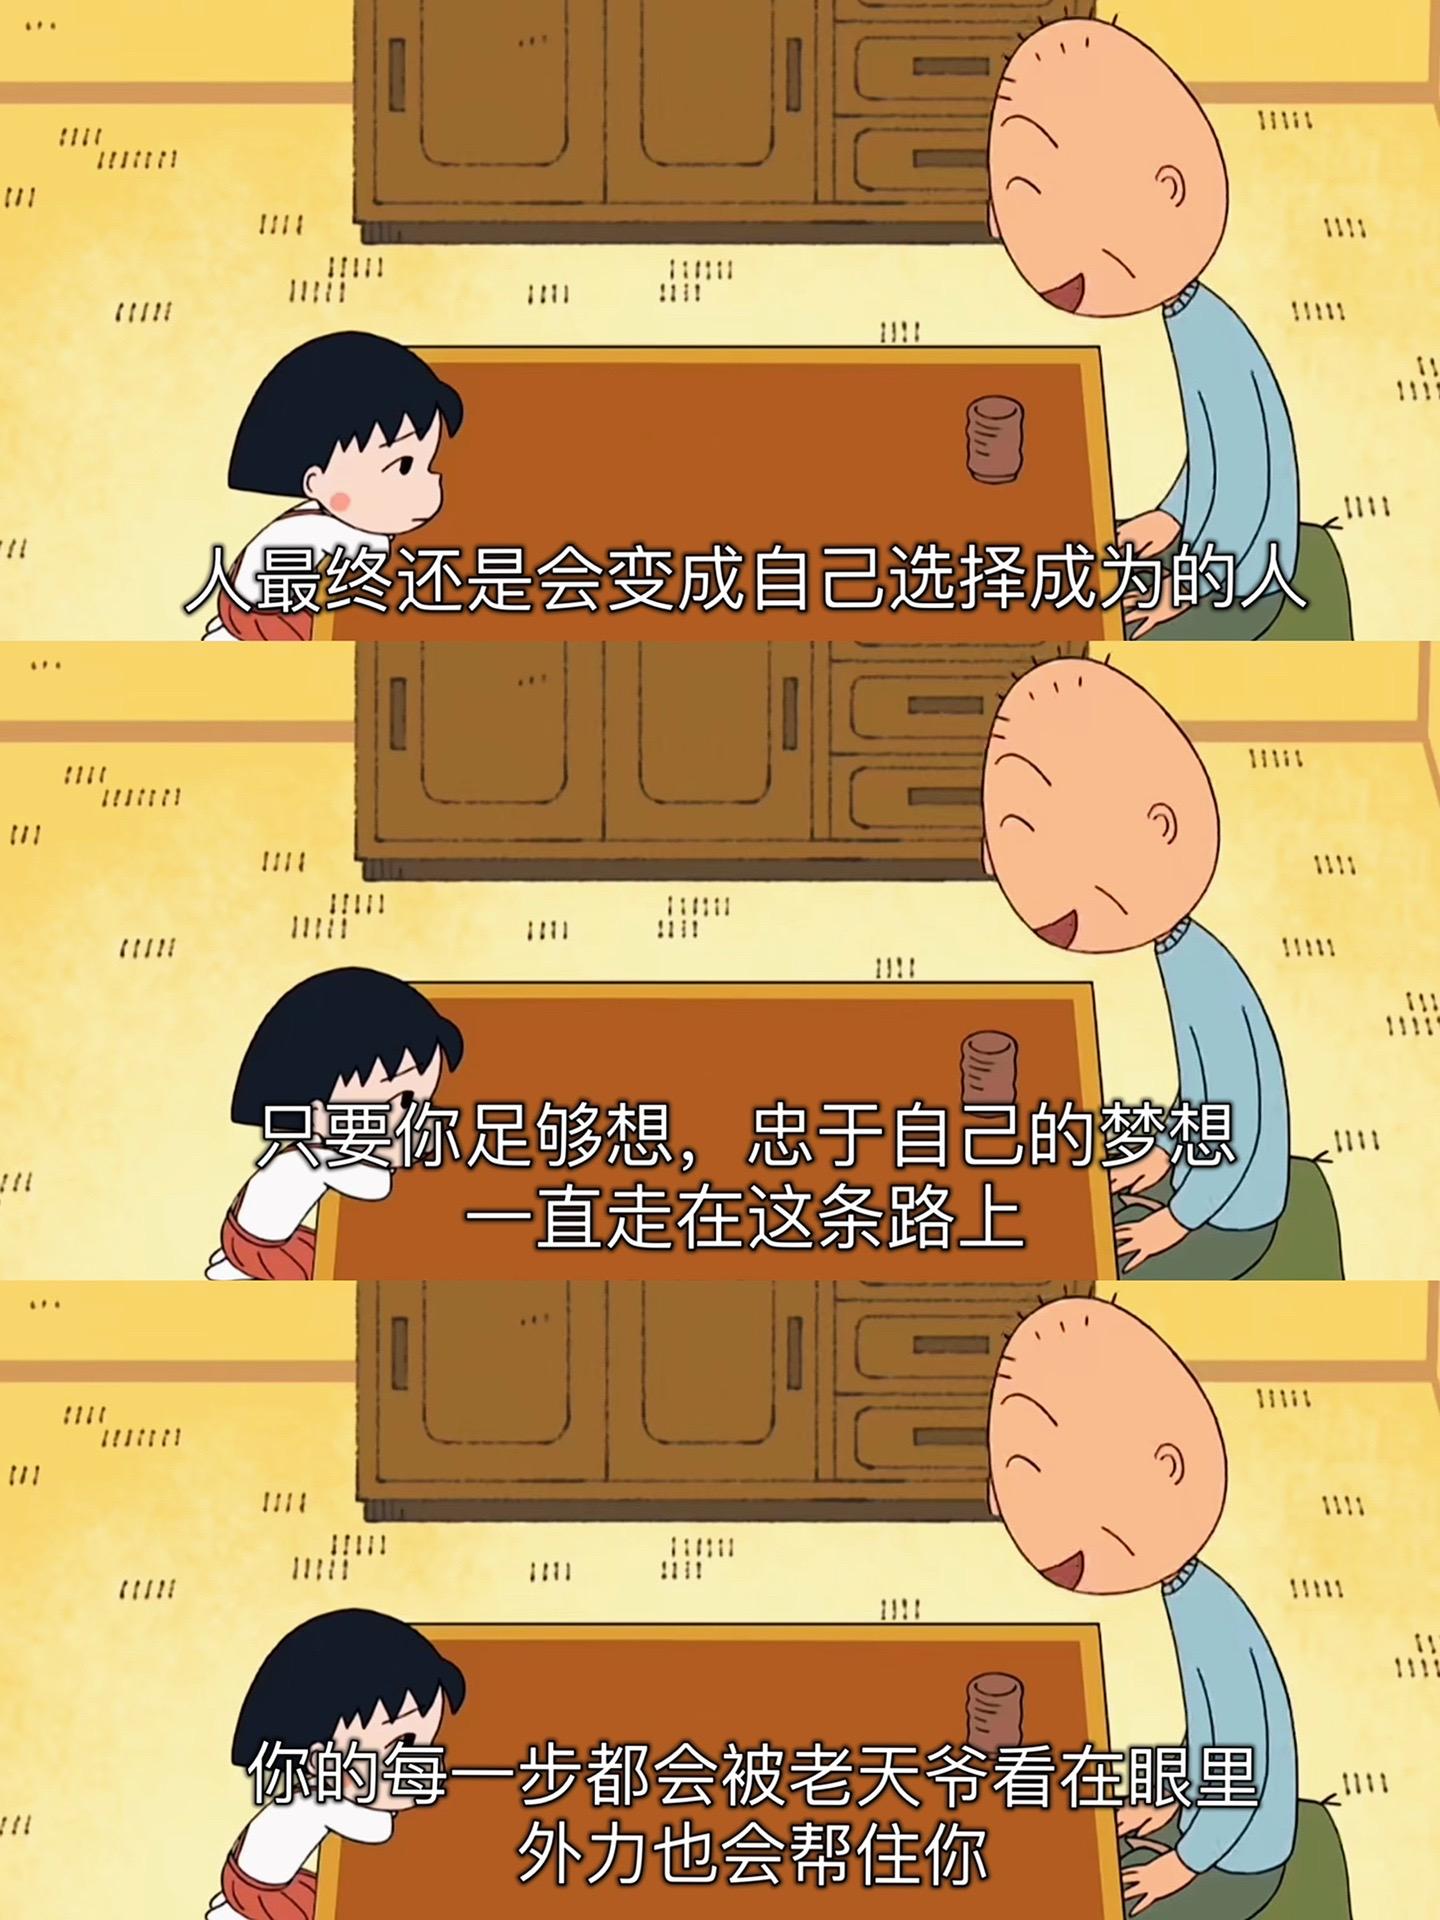 人最终还是会变成自己选择成为的人
只要你足够想，忠于自己的梦想
一直走在这条路上
你的每一步都会被老天爷看在眼里
外力也会帮住你